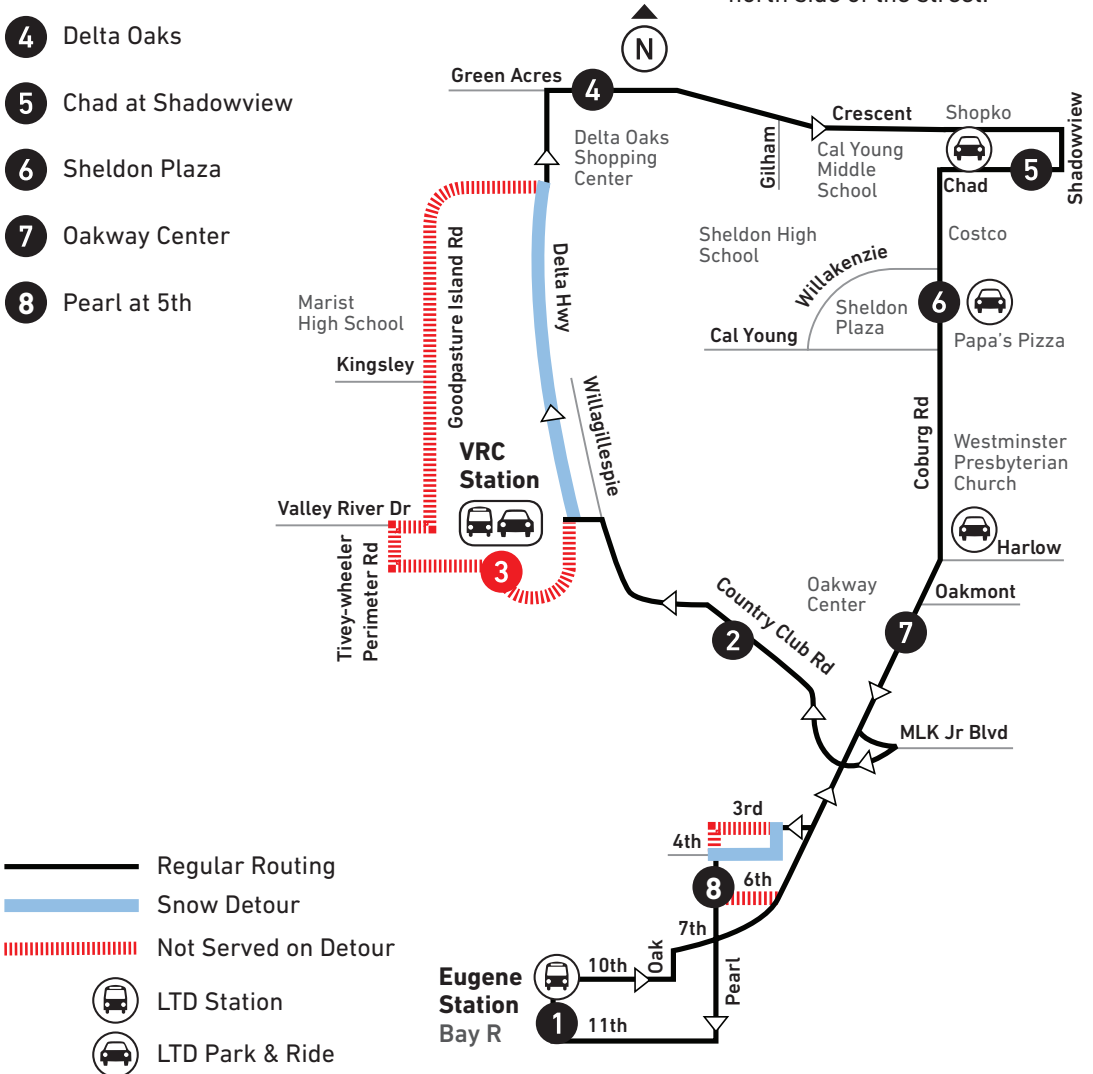 north side of the street.
4 Delta Oaks
5 Chad at Shadowview
6 Sheldon Plaza
7 Oakway Center
8 Pearl at 5th
N
Green Acres
4
Delta Oaks
Shopping
Center
Gilham
Crescent
Cal Young
Middle
School
Shopko
Chad
5
Shadowview
Costco
Sheldon High
School
Willakenzie
Sheldon
Plaza
6
Cal Young
Papa's Pizza
Marist
High School
Kingsley
Goodpasture Island Rd
Delta Hwy
Willagillespie
VRC
Station
Valley River Dr
Tivey-wheeler
Perimeter Rd
3
Coburg Rd
Westminster
Presbyterian
Church
Harlow
Oakmont
Oakway
Center
7
Country Club Rd
2
MLK Jr Blvd
3rd
4th
8
6th
7th
Oak
10th
Pearl
Eugene
Station
Bay R
1
11th
Regular Routing
Snow Detour
Not Served on Detour
LTD Station
LTD Park & Ride